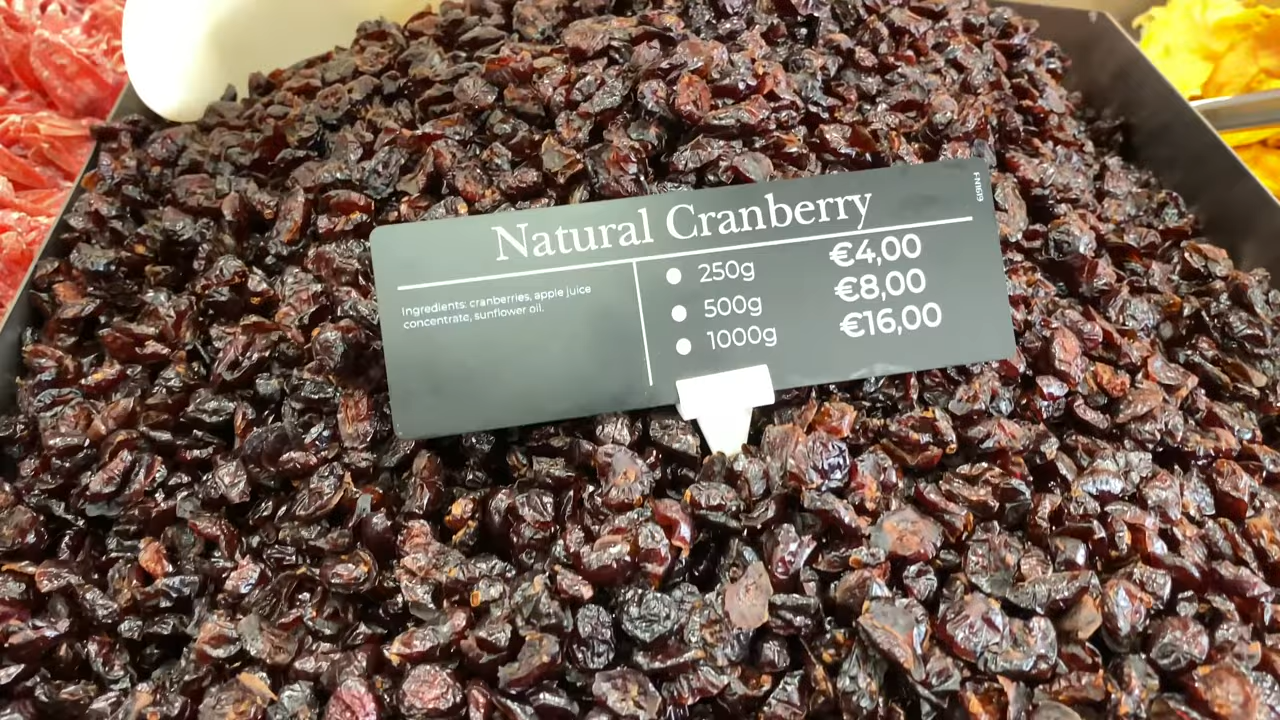 Natural Cranberry
Ingredients: cranberries, apple juice
concentrate, sunflower oil.
250g €4,00
500g €8,00
1000g €16,00